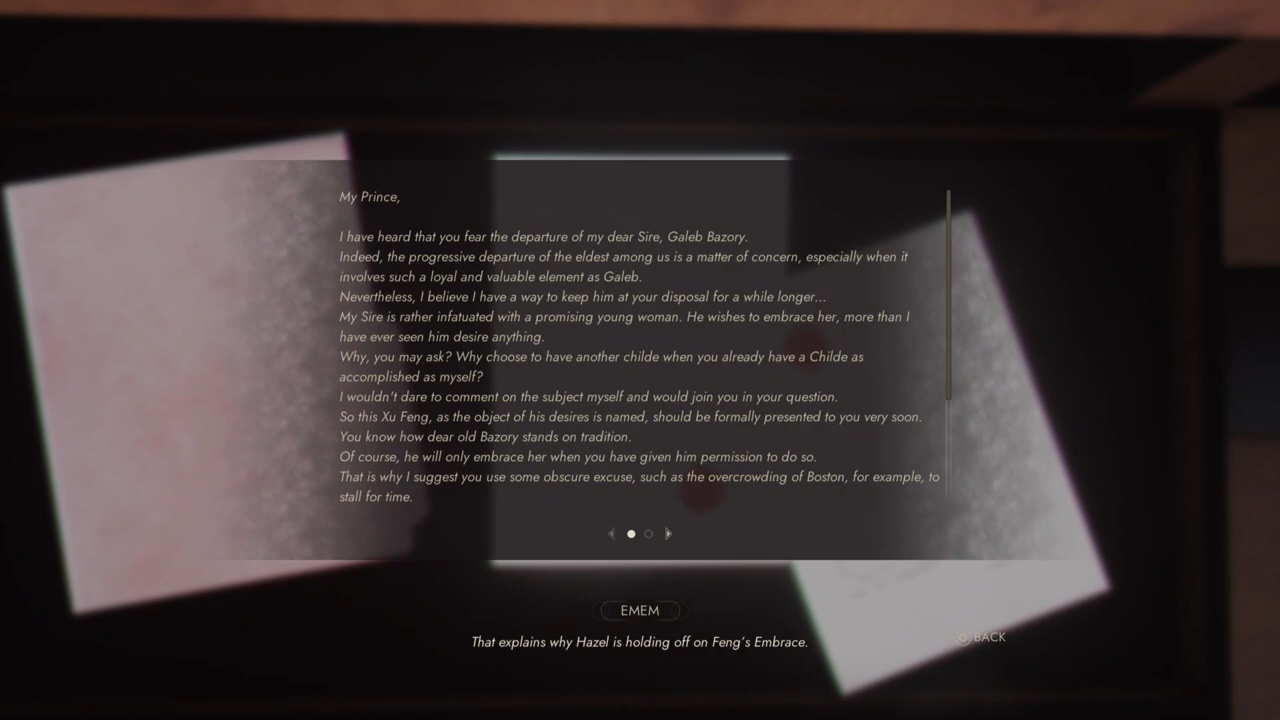 My Prince,
I have heard that you fear the departure of my dear Sire, Galeb Bazory.
Indeed, the progressive departure of the eldest among us is a matter of concern, especially when it
involves such a loyal and valuable element as Galeb.
Nevertheless, I believe I have a way to keep him at your disposal for a while longer...
My Sire is rather infatuated with a promising young woman. He wishes to embrace her, more than I
have ever seen him desire anything.
Why, you may ask? Why choose to have another childe when you already have a Childe as
accomplished as myself?
I wouldn't dare to comment on the subject myself and would join you in your question.
So this Xu Feng, as the object of his desires is named, should be formally presented to you very soon.
You know how dear old Bazory stands on tradition.
Of course, he will only embrace her when you have given him permission to do so.
That is why I suggest you use some obscure excuse, such as the overcrowding of Boston, for example, to
stall for time.
EMEM
That explains why Hazel is holding off on Feng's Embrace.
BACK